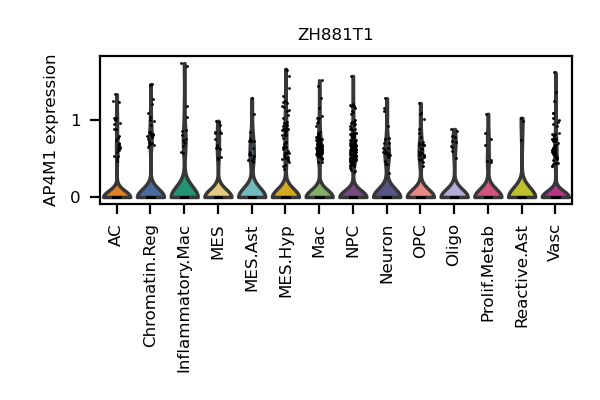 ZH881T1
AP4M1 expression
1
0
AC
Chromatin.Reg
Inflammatory.Mac
MES
MES.Ast
MES.Hyp
Mac
NPC
Neuron
OPC
Oligo
Prolif.Metab
Reactive.Ast
Vasc